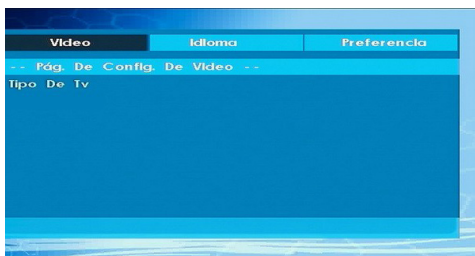 Video
Idioma
Preferencia
-- Pág. De Config. De Video --
Tipo De Tv